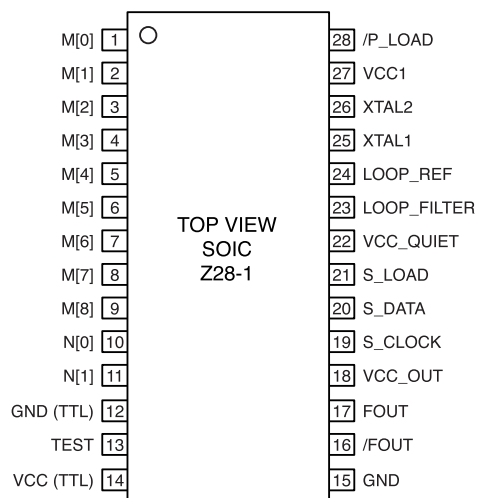 M[0] 1 28 /P_LOAD
M[1] 2 27 VCC1
M[2] 3 26 XTAL2
M[3] 4 25 XTAL1
M[4] 5 24 LOOP_REF
M[5] 6 23 LOOP_FILTER
TOP VIEW
SOIC
Z28-1
M[6] 7 22 VCC_QUIET
M[7] 8 21 S_LOAD
M[8] 9 20 S_DATA
N[0] 10 19 S_CLOCK
N[1] 11 18 VCC_OUT
GND (TTL) 12 17 FOUT
TEST 13 16 /FOUT
VCC (TTL) 14 15 GND